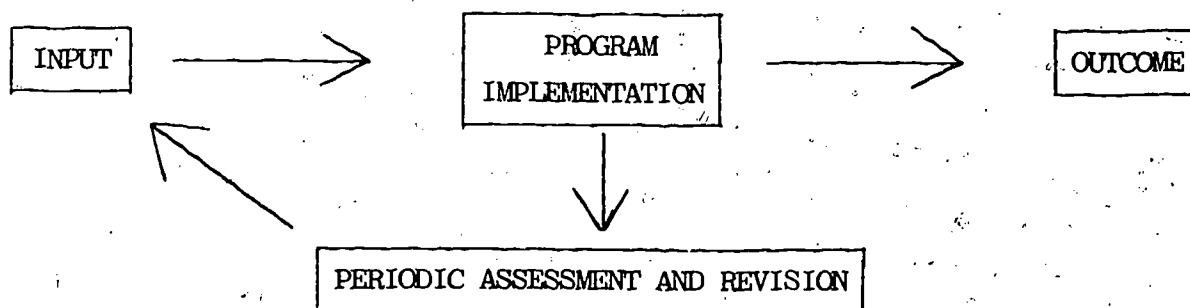 INPUT
PROGRAM
IMPLEMENTATION
OUTCOME
PERIODIC ASSESSMENT AND REVISION